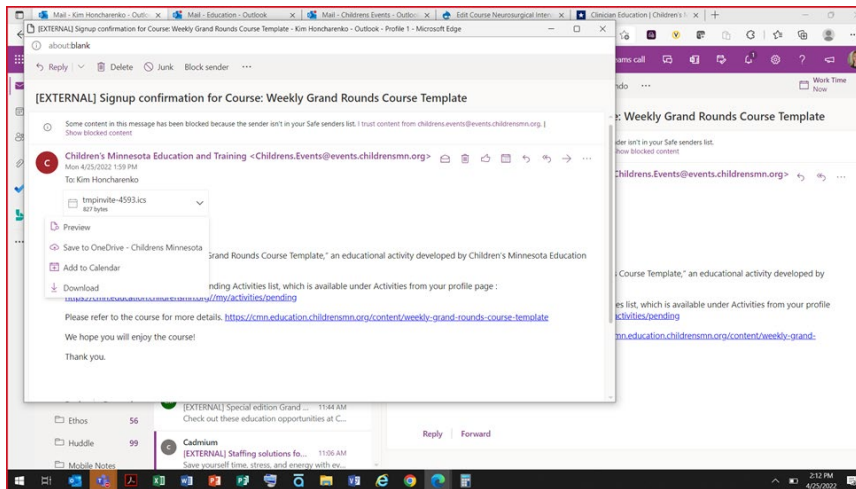 Mail - Kim Honcharenko - Outlo
Mail - Education - Outlook
Mail - Childrens Events - Outloo
Edit Course Neurosurgical Interv
Clinician Education | Children's M
[EXTERNAL] Signup confirmation for Course: Weekly Grand Rounds Course Template - Kim Honcharenko - Outlook - Profile 1 - Microsoft Edge
about:blank
Reply
Delete
Junk
Block sender
[EXTERNAL] Signup confirmation for Course: Weekly Grand Rounds Course Template
Some content in this message has been blocked because the sender isn't in your Safe senders list. I trust content from childrens.events@events.childrensmn.org. |
Show blocked content
C
Children's Minnesota Education and Training <Childrens.Events@events.childrensmn.org>
Mon 4/25/2022 1:59 PM
To: Kim Honcharenko
tmpinvite-4593.ics
827 bytes
Preview
Save to OneDrive - Childrens Minnesota
Add to Calendar
Download
Grand Rounds Course Template," an educational activity developed by Children's Minnesota Education
nding Activities list, which is available under Activities from your profile page :
https://cmn.education.childrensmn.org//my/activities/pending
Please refer to the course for more details. https://cmn.education.childrensmn.org/content/weekly-grand-rounds-course-template
We hope you will enjoy the course!
Thank you.
eams call
ndo
Work Time
Now
e: Weekly Grand Rounds Course Template
der isn't in your Safe senders list.
how blocked content
Childrens.Events@events.childrensmn.org>
Course Template," an educational activity developed by
es list, which is available under Activities from your profile
activities/pending
mn.education.childrensmn.org/content/weekly-grand-
[EXTERNAL] Special edition Grand ... 11:44 AM
Check out these education opportunities at C...
Ethos 56
Huddle 99
Mobile Notes
C
Cadmium
[EXTERNAL] Staffing solutions fo... 11:06 AM
Save yourself time, stress, and energy with ev...
Reply
Forward
2:12 PM
4/25/2022